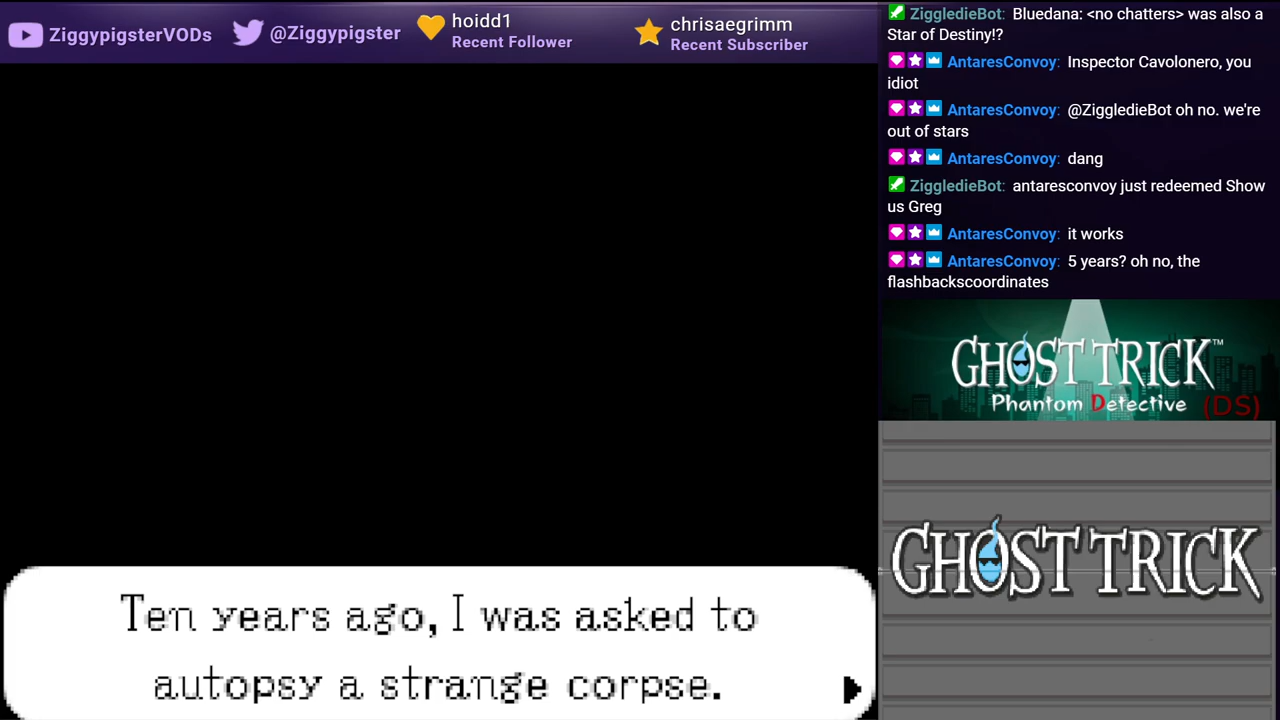 ZiggypigsterVODs
@Ziggypigster
hoidd1
Recent Follower
chrisaegrimm
Recent Subscriber
ZiggledieBot: Bluedana: <no chatters> was also a
Star of Destiny!?
AntaresConvoy: Inspector Cavolonero, you
idiot
AntaresConvoy: @ZiggledieBot oh no. we're
out of stars
AntaresConvoy: dang
ZiggledieBot: antaresconvoy just redeemed Show
us Greg
AntaresConvoy: it works
AntaresConvoy: 5 years? oh no, the
flashbackscoordinates
GHOST TRICK™
Phantom Detective (DS)
GHOST TRICK
Ten years ago, I was asked to
autopsy a strange corpse.